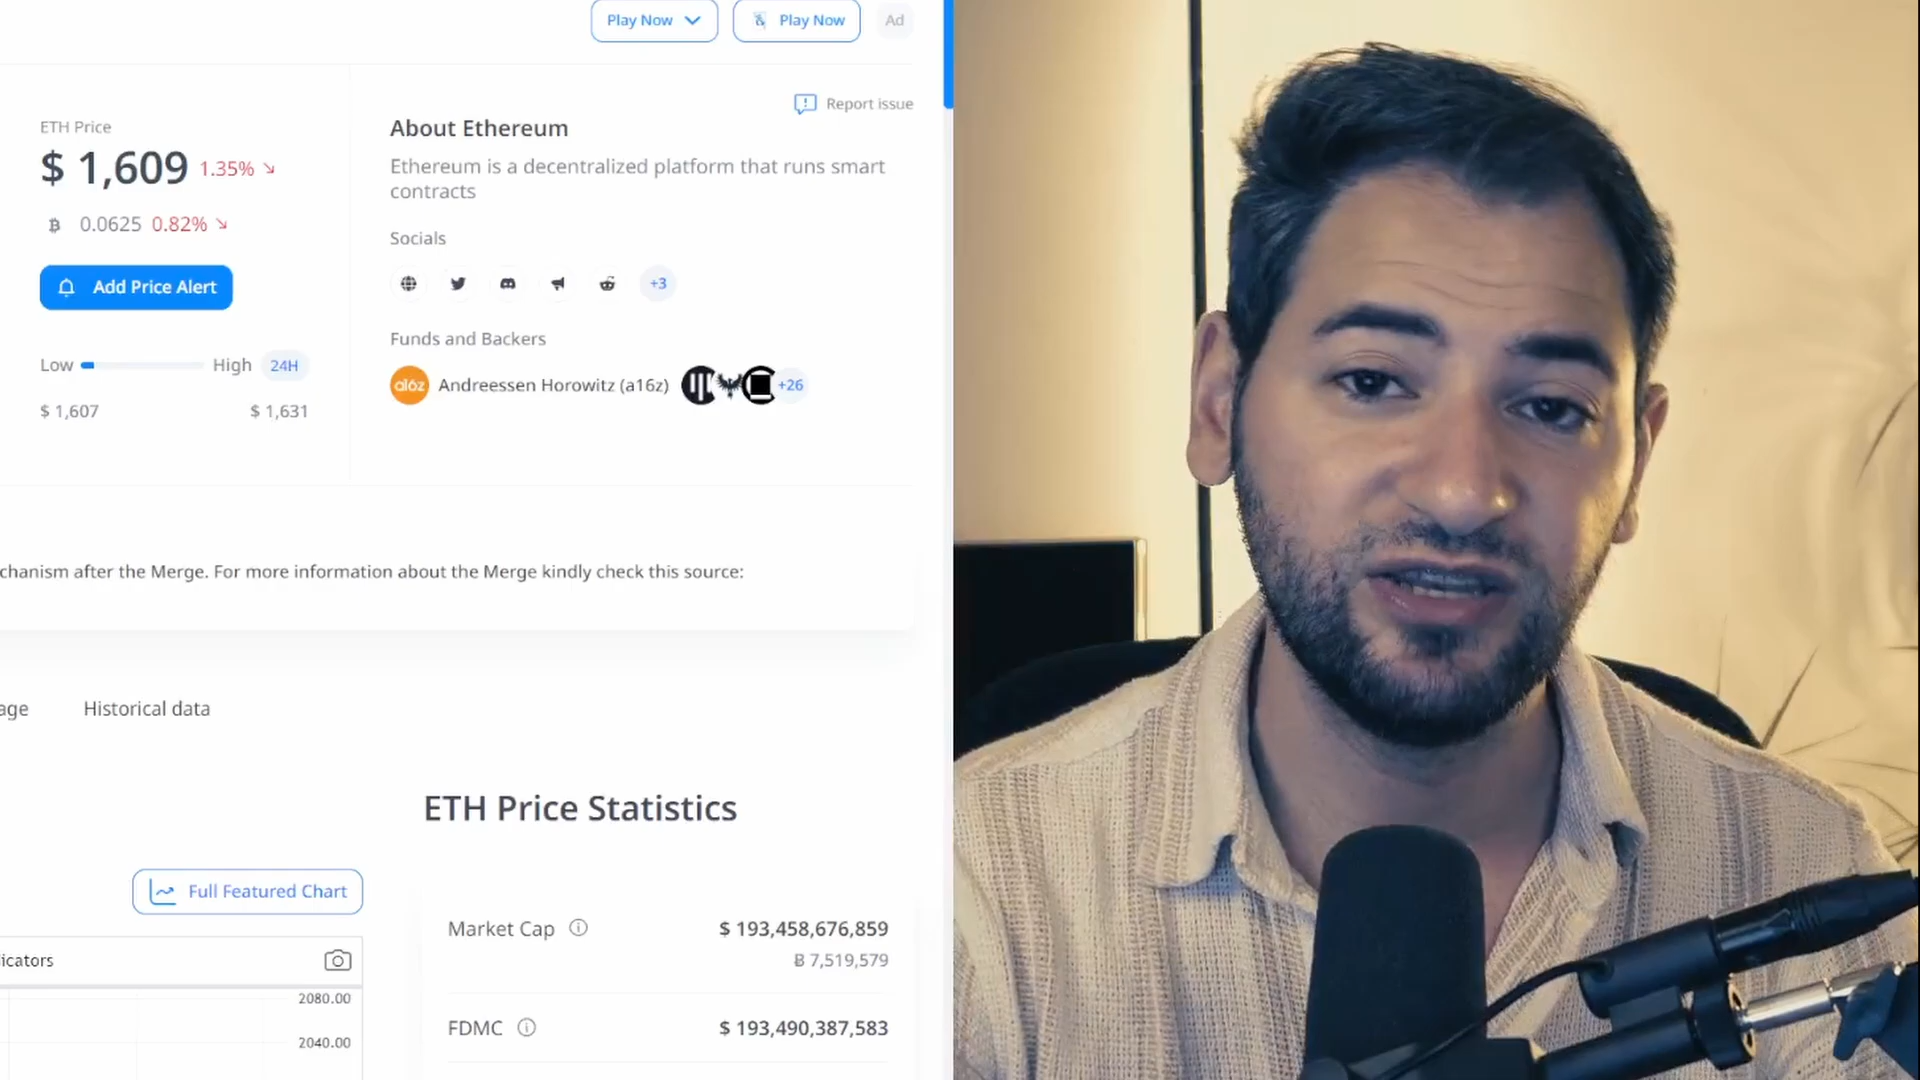 Play Now
Play Now
Ad
Report issue
ETH Price
$ 1,609 1.35%
0.0625 0.82%
Add Price Alert
Low
High
24H
$ 1,607
$ 1,631
About Ethereum
Ethereum is a decentralized platform that runs smart
contracts
Socials
+3
Funds and Backers
a16z
Andreessen Horowitz (a16z)
+26
chanism after the Merge. For more information about the Merge kindly check this source:
age
Historical data
ETH Price Statistics
Full Featured Chart
icators
2080.00
2040.00
Market Cap
$ 193,458,676,859
Ƀ 7,519,579
FDMC
$ 193,490,387,583